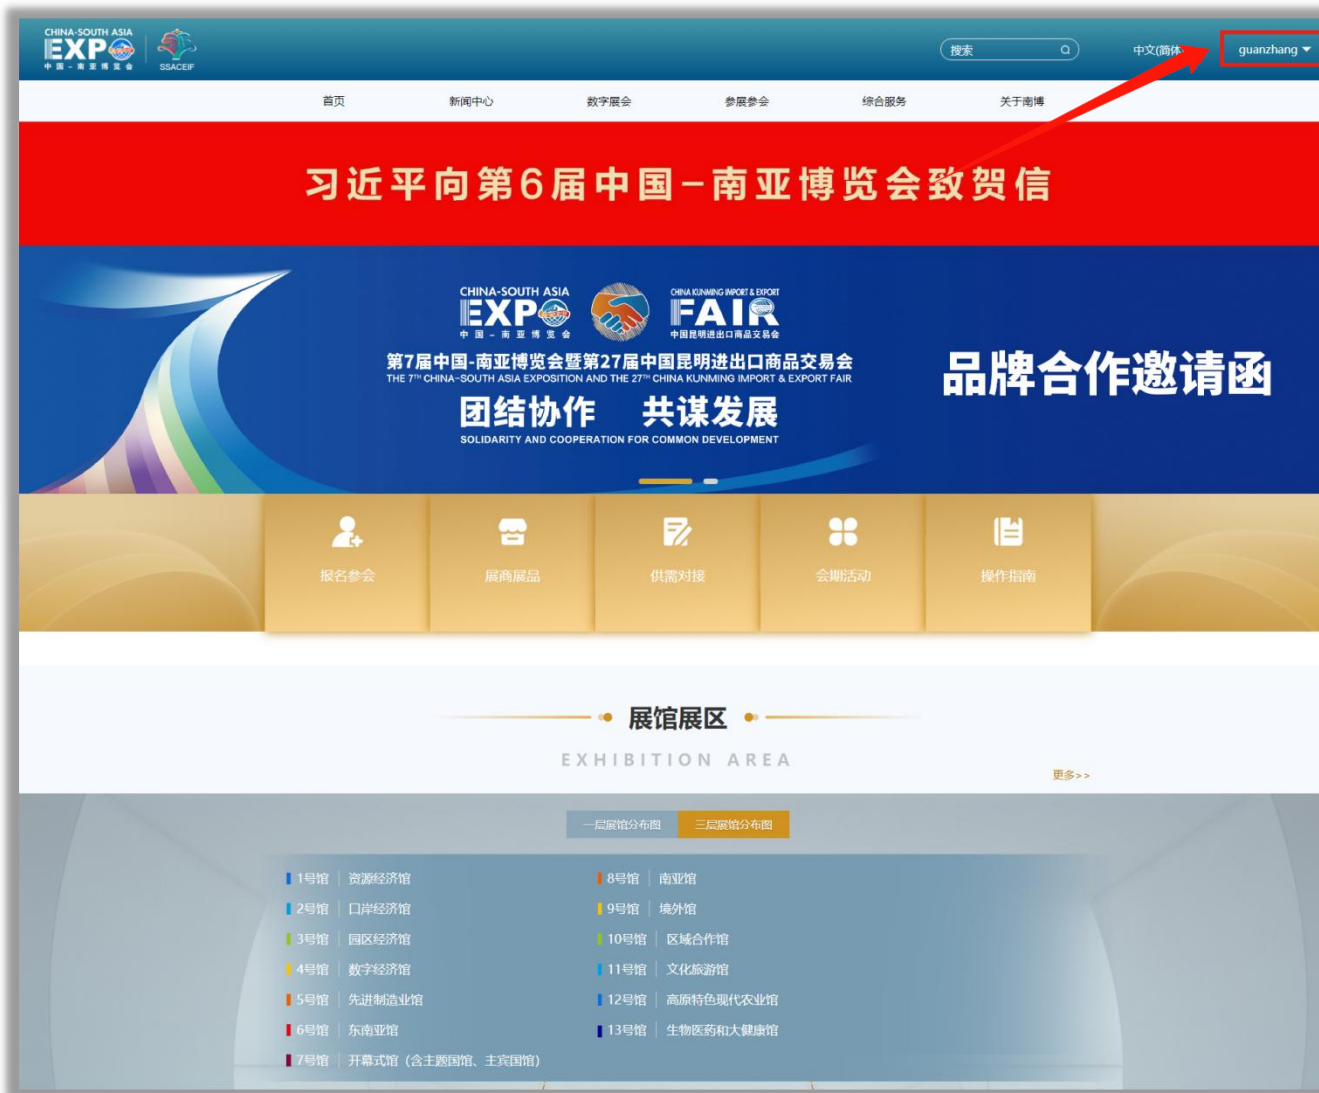 CHINA-SOUTH ASIA
EXPO
中国-南亚博览会
SSACEIF
搜索
中文(简体
guanzhang
首页 新闻中心 数字展会 参展参会 综合服务 关于南博
习近平向第6届中国-南亚博览会致贺信
CHINA-SOUTH ASIA
EXPO
中国-南亚博览会
CHINA KUNMING IMPORT & EXPORT
FAIR
中国昆明进出口商品交易会
第7届中国-南亚博览会暨第27届中国昆明进出口商品交易会
THE 7TH CHINA-SOUTH ASIA EXPOSITION AND THE 27TH CHINA KUNMING IMPORT & EXPORT FAIR
团结协作 共谋发展
SOLIDARITY AND COOPERATION FOR COMMON DEVELOPMENT
品牌合作邀请函
报名参会 展商展品 供需对接 会期活动 操作指南
展馆展区
EXHIBITION AREA
更多>>
一层展馆分布图 三层展馆分布图
1号馆 资源经济馆
2号馆 口岸经济馆
3号馆 园区经济馆
4号馆 数字经济馆
5号馆 先进制造业馆
6号馆 东南亚馆
7号馆 开幕式馆（含主题国馆、主宾国馆）
8号馆 南亚馆
9号馆 境外馆
10号馆 区域合作馆
11号馆 文化旅游馆
12号馆 高原特色现代农业馆
13号馆 生物医药和大健康馆